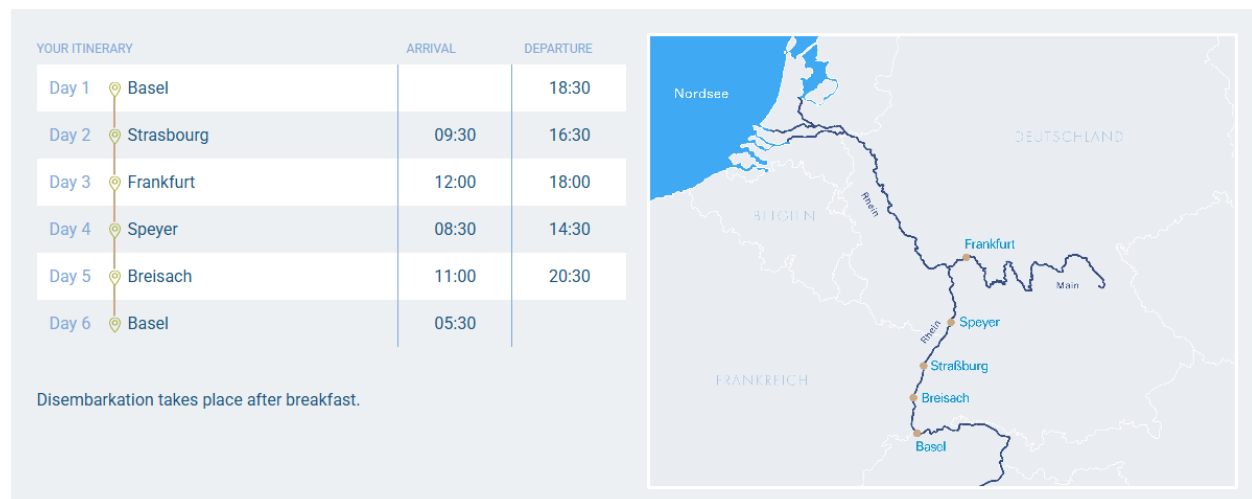 YOUR ITINERARY ARRIVAL DEPARTURE
Day 1 Basel 18:30
Day 2 Strasbourg 09:30 16:30
Day 3 Frankfurt 12:00 18:00
Day 4 Speyer 08:30 14:30
Day 5 Breisach 11:00 20:30
Day 6 Basel 05:30
Disembarkation takes place after breakfast.
Nordsee
DEUTSCHLAND
BELGIEN
Rhein
Frankfurt
Main
Speyer
Rhein
Straßburg
FRANKREICH
Breisach
Basel